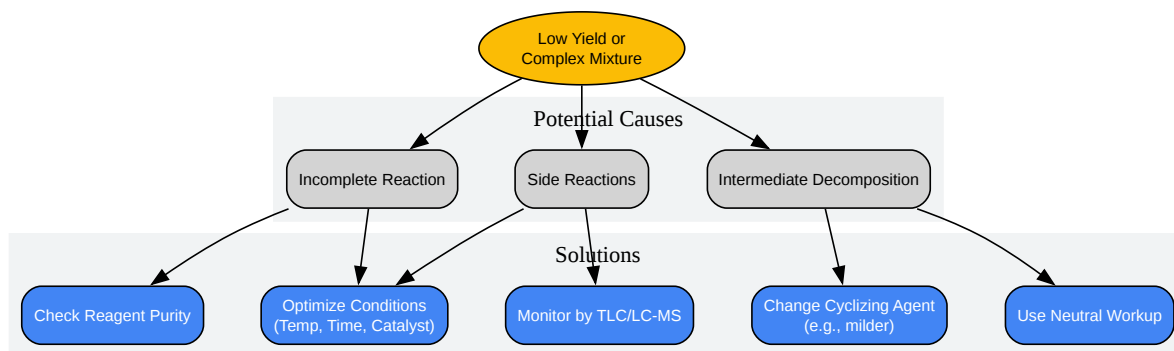 Low Yield or
Complex Mixture
Potential Causes
Incomplete Reaction
Side Reactions
Intermediate Decomposition
Solutions
Check Reagent Purity
Optimize Conditions
(Temp, Time, Catalyst)
Monitor by TLC/LC-MS
Change Cyclizing Agent
(e.g., milder)
Use Neutral Workup